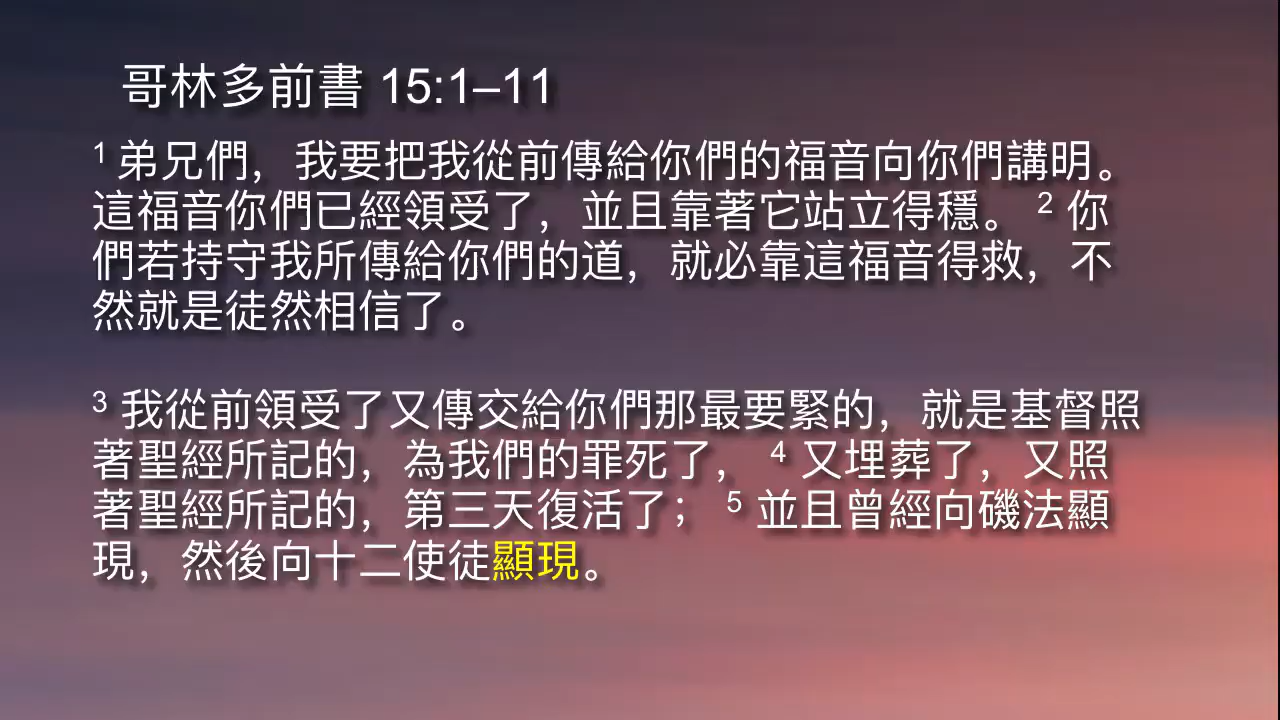 哥林多前書 15:1–11
1 弟兄們，我要把我從前傳給你們的福音向你們講明。
這福音你們已經領受了，並且靠著它站立得穩。 2 你
們若持守我所傳給你們的道，就必靠這福音得救，不
然就是徒然相信了。
3 我從前領受了又傳交給你們那最要緊的，就是基督照
著聖經所記的，為我們的罪死了， 4 又埋葬了，又照
著聖經所記的，第三天復活了； 5 並且曾經向磯法顯
現，然後向十二使徒顯現。